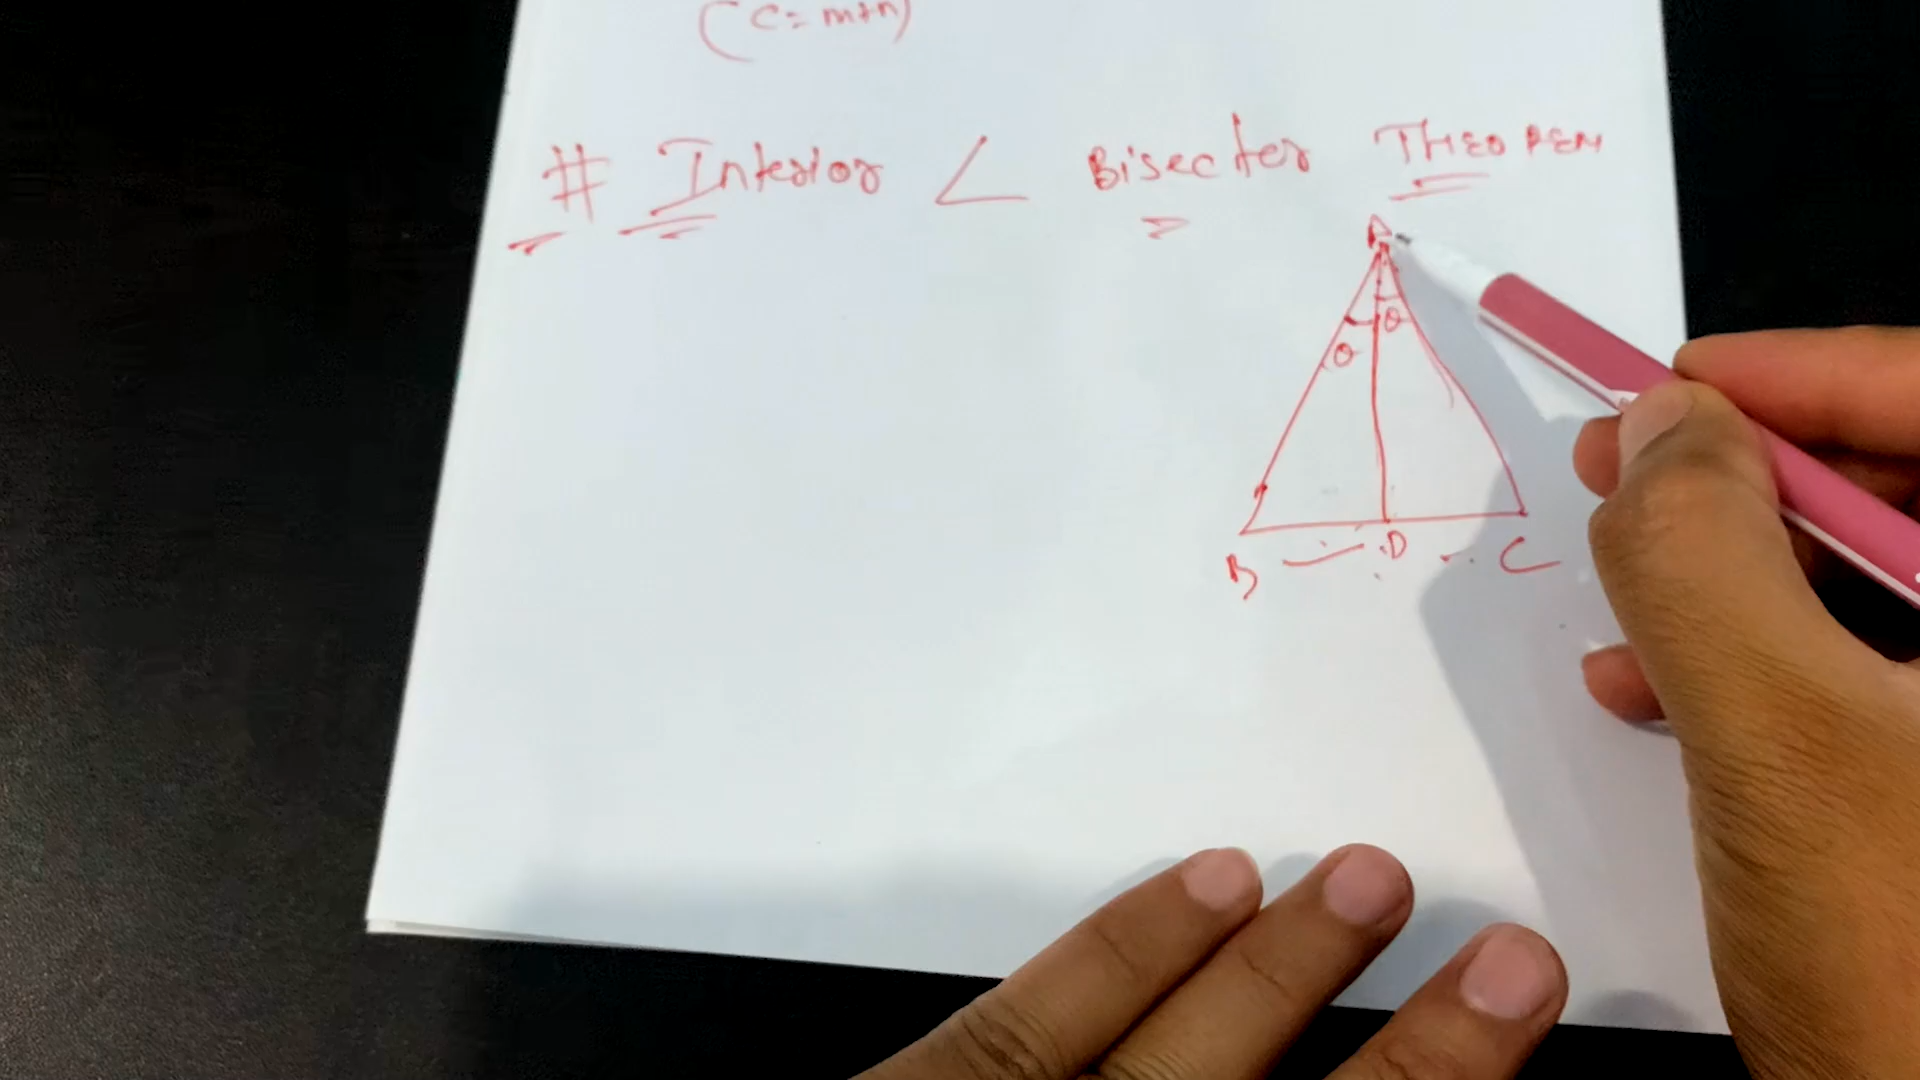 (c = m+n)
# Interior ∠ Bisector THEOREM
A
θ
θ
B D C